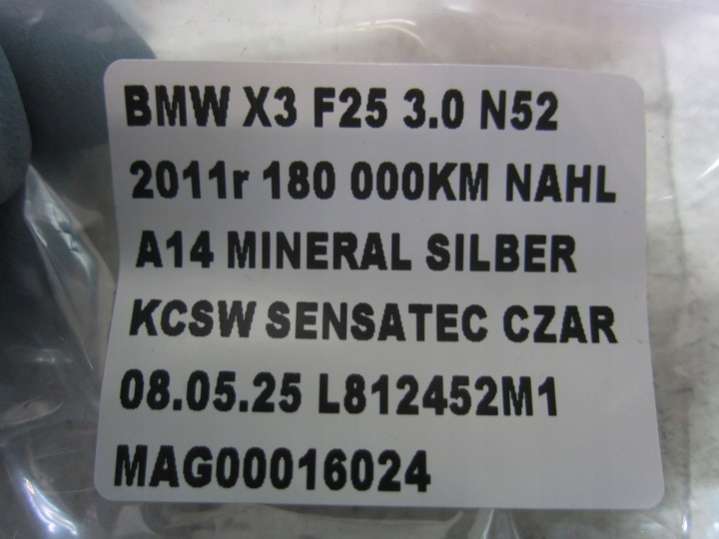 BMW X3 F25 3.0 N52
2011r 180 000KM NAHL
A14 MINERAL SILBER
KCSW SENSATEC CZAR
08.05.25 L812452M1
MAG00016024